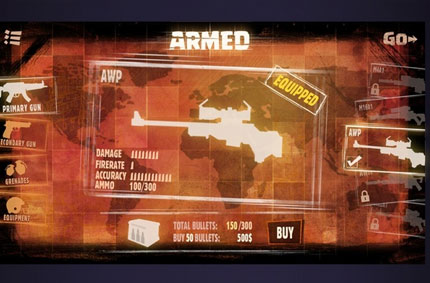 ARMED
GO
AWP
EQUIPPED
PRIMARY GUN
SECONDARY GUN
GRENADES
EQUIPMENT
DAMAGE
FIRERATE
ACCURACY
AMMO 100/300
AWP
TOTAL BULLETS: 150/300
BUY 50 BULLETS: 500$
BUY